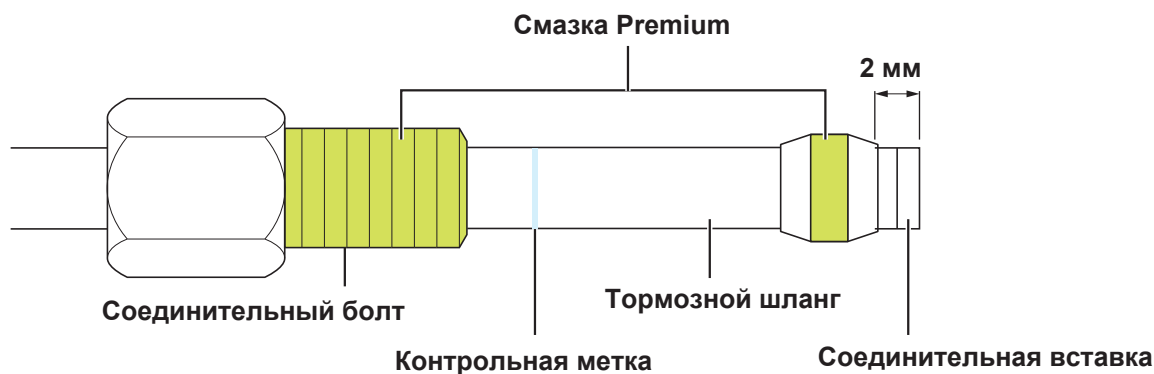 Смазка Premium
2 мм
Соединительный болт
Тормозной шланг
Контрольная метка
Соединительная вставка